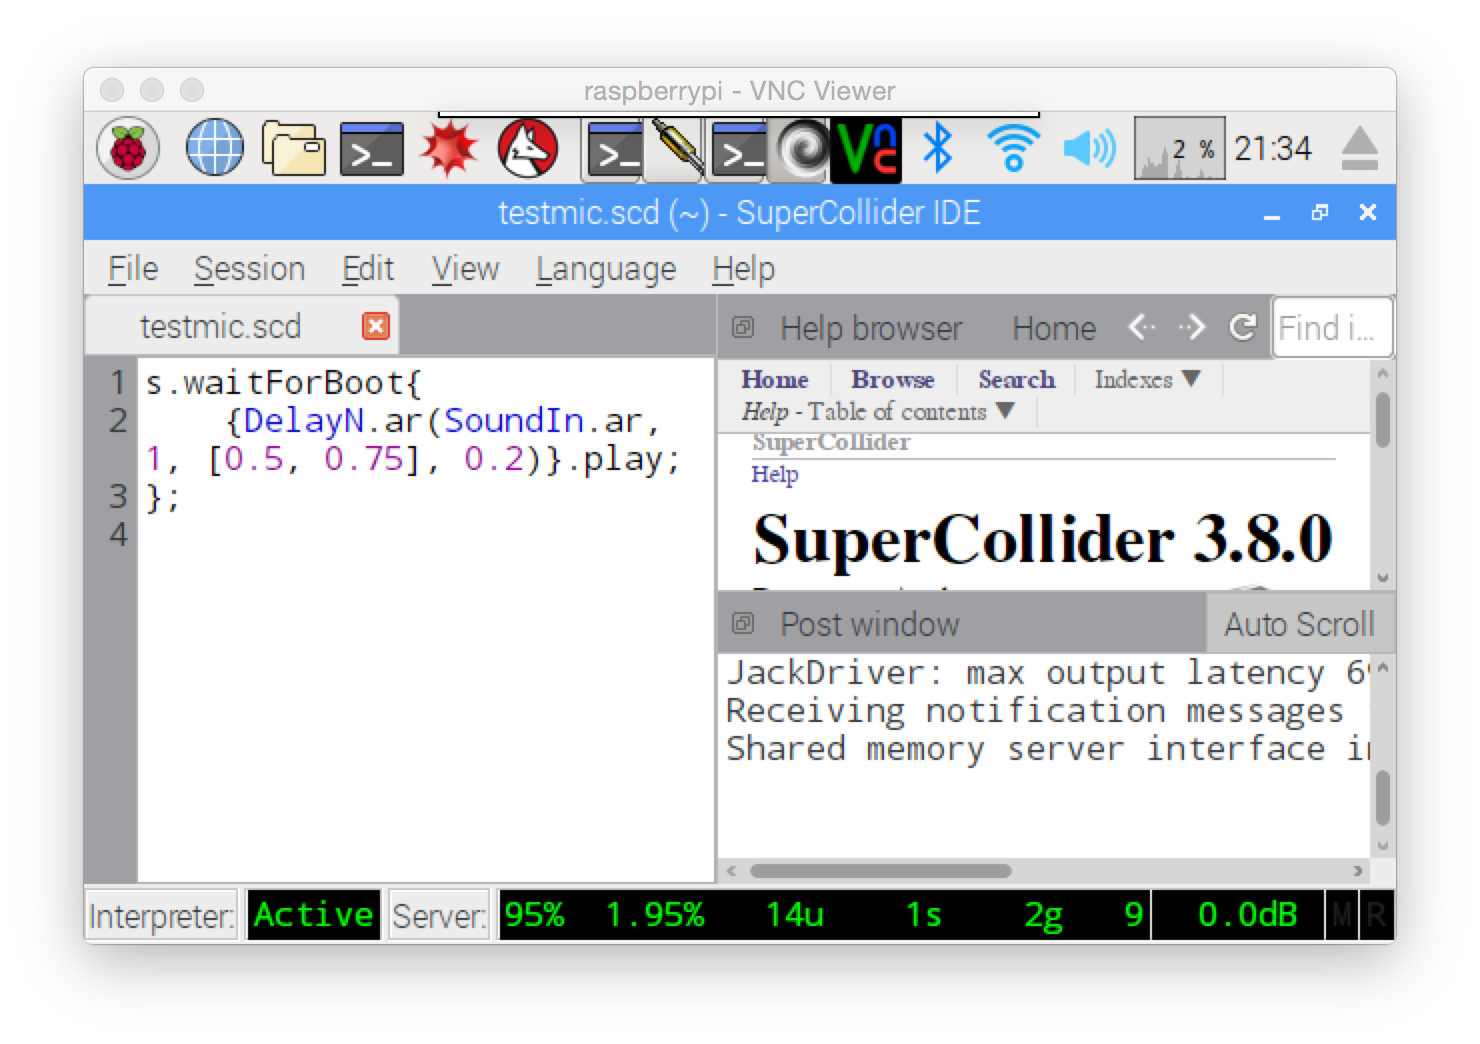 raspberrypi - VNC Viewer
2 % 21:34
testmic.scd (~) - SuperCollider IDE
File Session Edit View Language Help
testmic.scd
1 s.waitForBoot{
2 {DelayN.ar(SoundIn.ar,
1, [0.5, 0.75], 0.2)}.play;
3 };
4
Help browser Home Find i...
Home Browse Search Indexes ▼
Help - Table of contents ▼
SuperCollider
Help
SuperCollider 3.8.0
Post window Auto Scroll
JackDriver: max output latency
Receiving notification messages
Shared memory server interface
Interpreter: Active Server: 95% 1.95% 14u 1s 2g 9 0.0dB M R